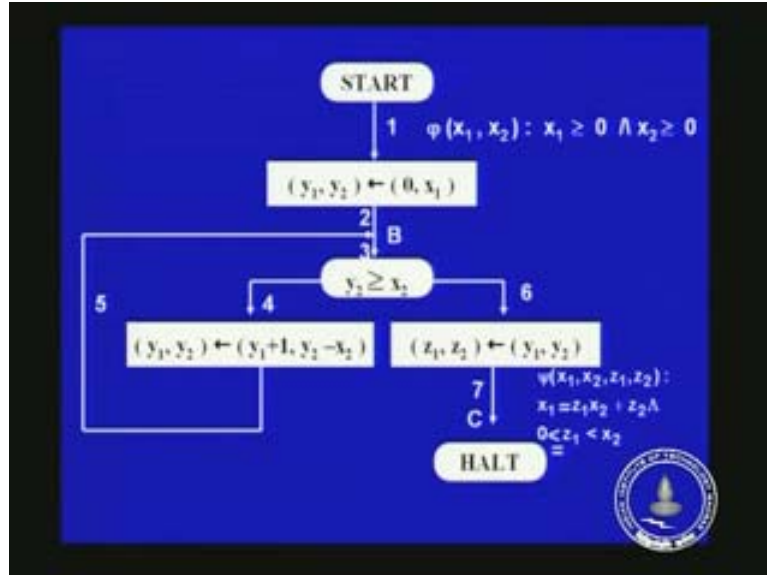 START
1 φ(x₁, x₂) : x₁ ≥ 0 Λ x₂ ≥ 0
( y₁, y₂ ) ← ( 0, x₁ )
2
B
3
y₂ ≥ x₂
5
4
6
( y₁, y₂ ) ← ( y₁+1, y₂ –x₂ )
( z₁, z₂ ) ← ( y₁, y₂ )
7
C
ψ(x₁,x₂,z₁,z₂) :
x₁=z₁x₂ + z₂Λ
0≤z₁ < x₂
HALT